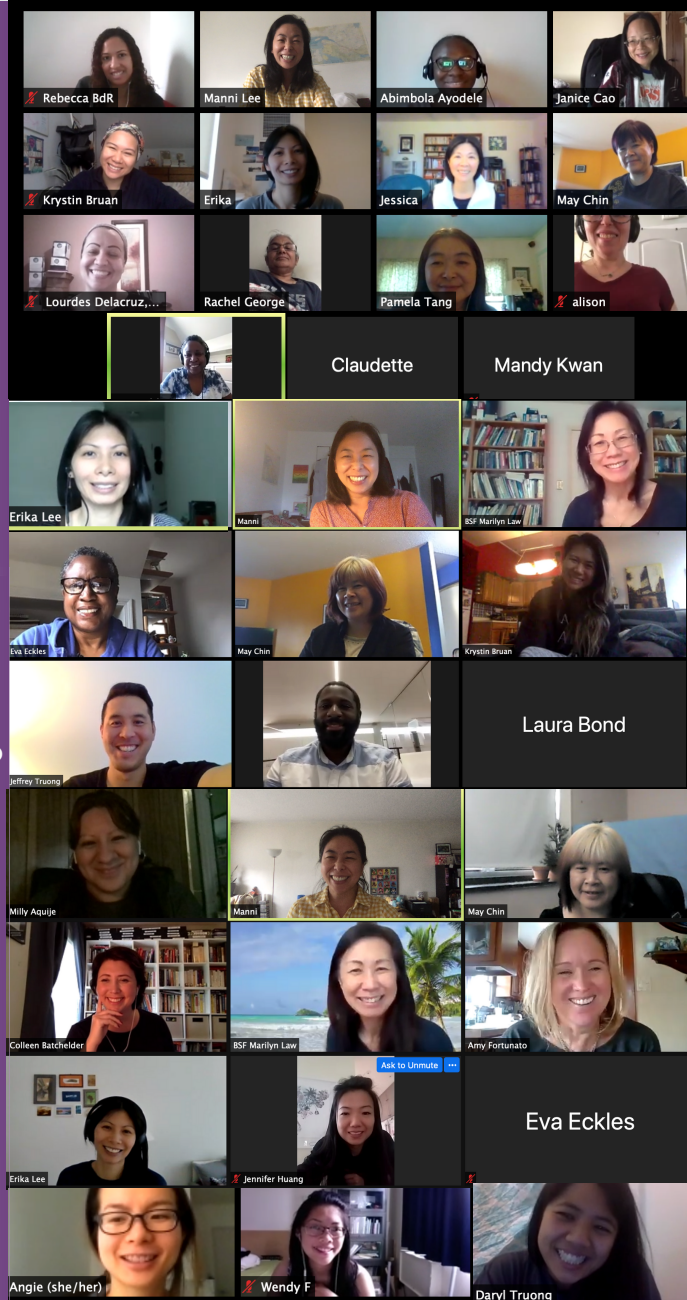 Rebecca BdR
Manni Lee
Abimbola Ayodele
Janice Cao
Krystin Bruan
Erika
Jessica
May Chin
Lourdes Delacruz,...
Rachel George
Pamela Tang
alison
Claudette
Mandy Kwan
Erika Lee
Manni
BSF Marilyn Law
Eva Eckles
May Chin
Krystin Bruan
Jeffrey Truong
Laura Bond
Milly Aquije
Manni
May Chin
Colleen Batchelder
BSF Marilyn Law
Amy Fortunato
Ask to Unmute
Erika Lee
Jennifer Huang
Eva Eckles
Angie (she/her)
Wendy F
Daryl Truong